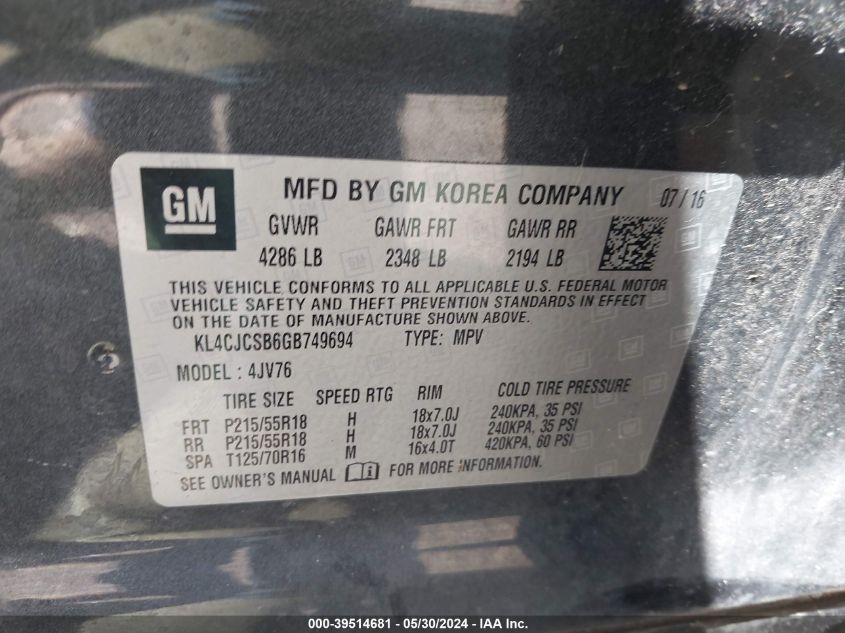 GM
MFD BY GM KOREA COMPANY 07/16
GVWR GAWR FRT GAWR RR
4286 LB 2348 LB 2194 LB
THIS VEHICLE CONFORMS TO ALL APPLICABLE U.S. FEDERAL MOTOR
VEHICLE SAFETY AND THEFT PREVENTION STANDARDS IN EFFECT
ON THE DATE OF MANUFACTURE SHOWN ABOVE.
KL4CJCSB6GB749694 TYPE: MPV
MODEL : 4JV76
TIRE SIZE SPEED RTG RIM COLD TIRE PRESSURE
FRT P215/55R18 H 18x7.0J 240KPA, 35 PSI
RR P215/55R18 H 18x7.0J 240KPA, 35 PSI
SPA T125/70R16 M 16x4.0T 420KPA, 60 PSI
SEE OWNER'S MANUAL FOR MORE INFORMATION.
000-39514681 - 05/30/2024 - IAA Inc.